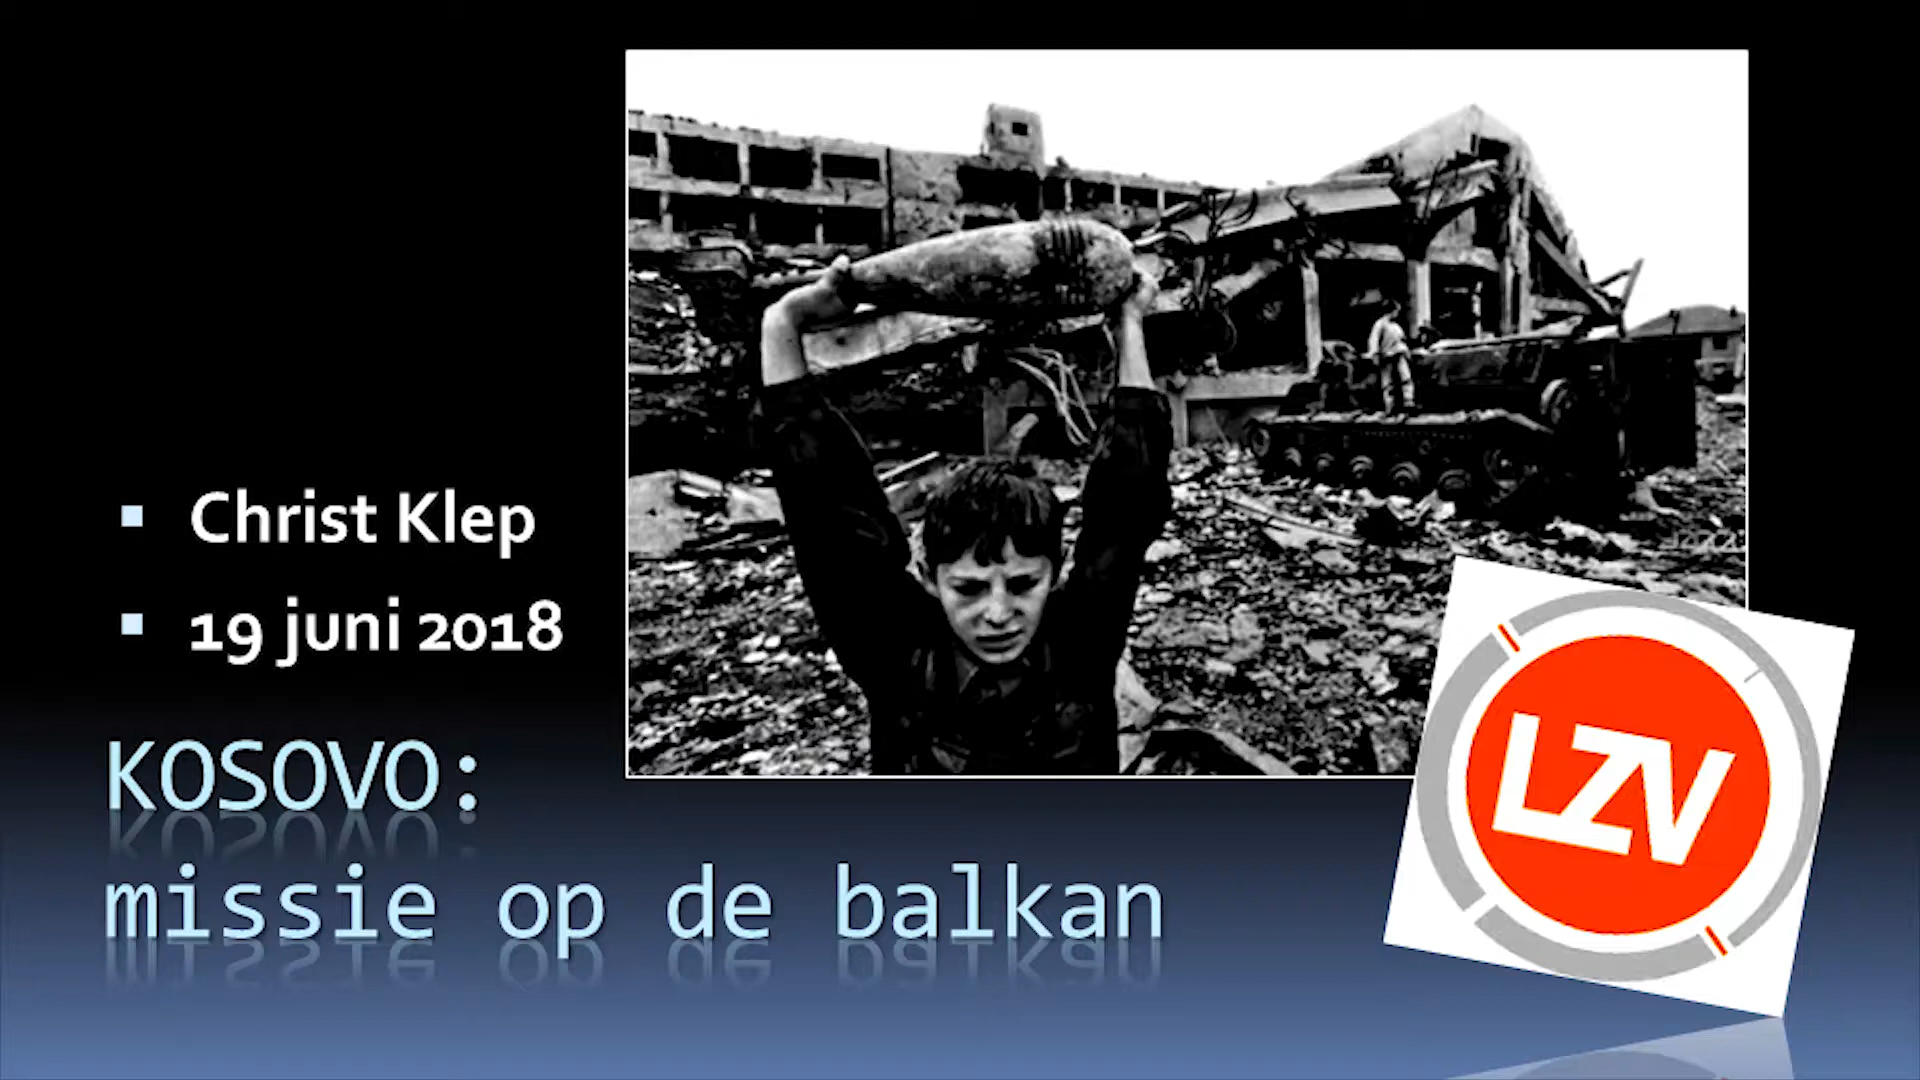 Christ Klep
19 juni 2018
KOSOVO:
missie op de balkan
LZV